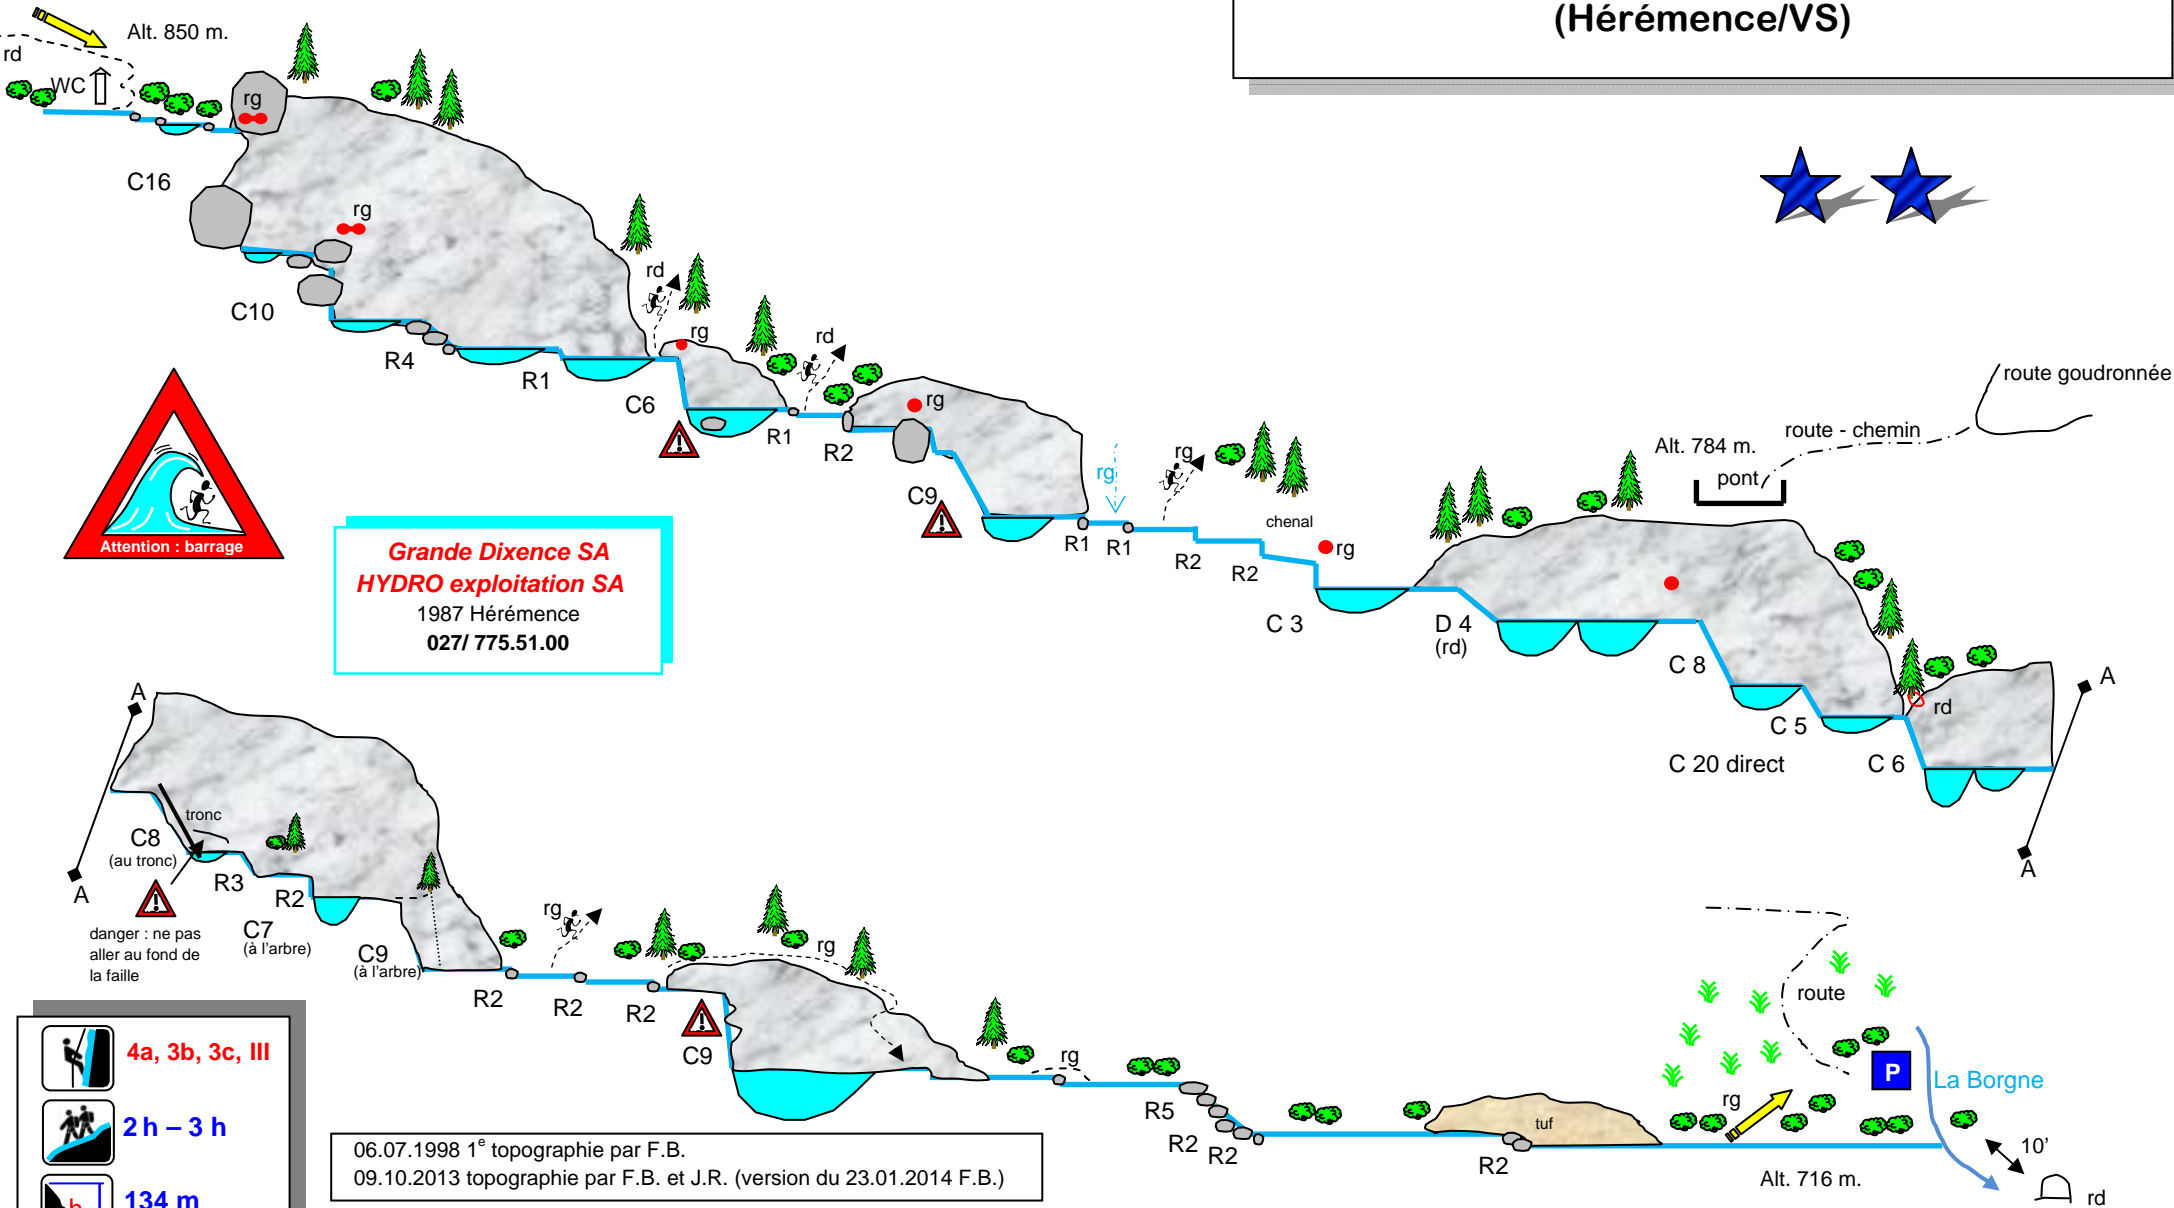 (Hérémence/VS)
Alt. 850 m.
rd
WC
rg
C16
rg
C10
R4
R1
rd
rg
C6
rd
R1
R2
rg
C9
rg
R1
R1
rg
R2
R2
chenal
rg
C 3
D 4
(rd)
Alt. 784 m.
pont
route - chemin
route goudronnée
C 8
C 5
C 20 direct
C 6
rd
A
A
Attention : barrage
Grande Dixence SA
HYDRO exploitation SA
1987 Hérémence
027/ 775.51.00
A
A
tronc
C8
(au tronc)
R3
R2
danger : ne pas
aller au fond de
la faille
C7
(à l'arbre)
C9
(à l'arbre)
rg
R2
R2
R2
C9
rg
rg
R5
R2
R2
tuf
R2
rg
route
P
La Borgne
10'
rd
Alt. 716 m.
4a, 3b, 3c, III
2 h – 3 h
134 m
h
06.07.1998 1e topographie par F.B.
09.10.2013 topographie par F.B. et J.R. (version du 23.01.2014 F.B.)